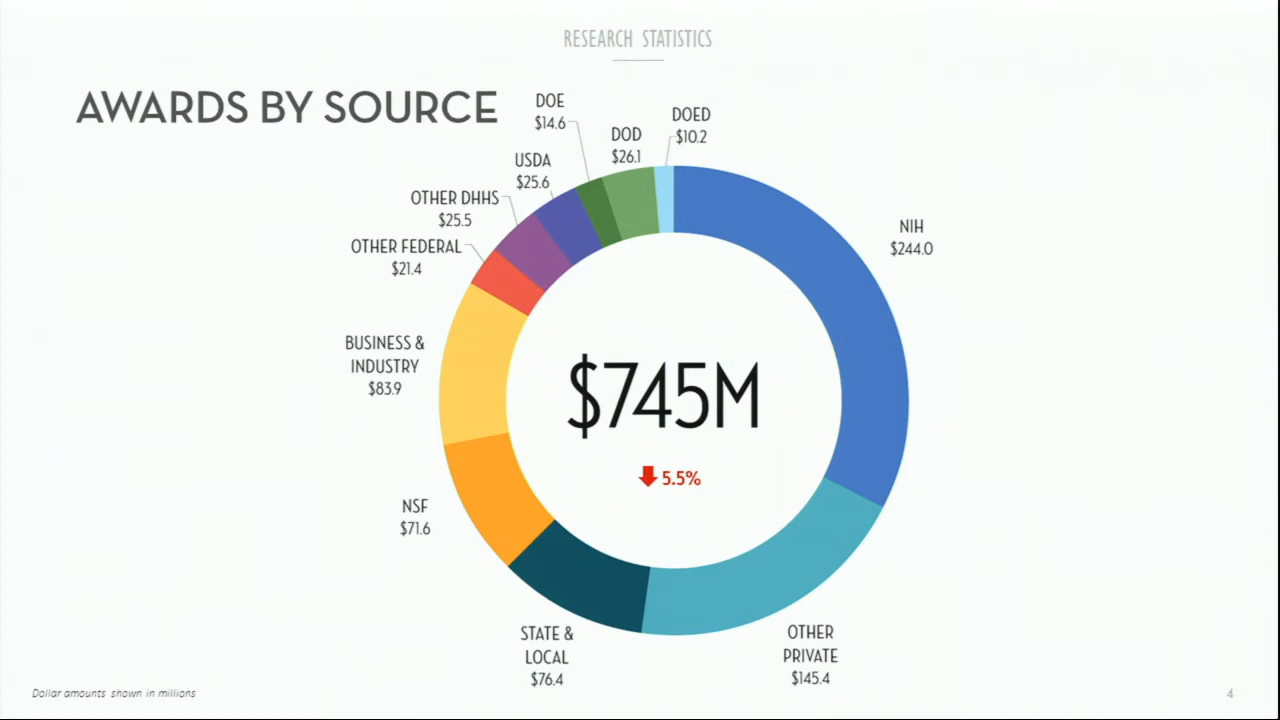 RESEARCH STATISTICS
AWARDS BY SOURCE
DOE
$14.6
DOD
$26.1
DOED
$10.2
USDA
$25.6
OTHER DHHS
$25.5
OTHER FEDERAL
$21.4
NIH
$244.0
BUSINESS &
INDUSTRY
$83.9
$745M
5.5%
NSF
$71.6
STATE &
LOCAL
$76.4
OTHER
PRIVATE
$145.4
Dollar amounts shown in millions
4